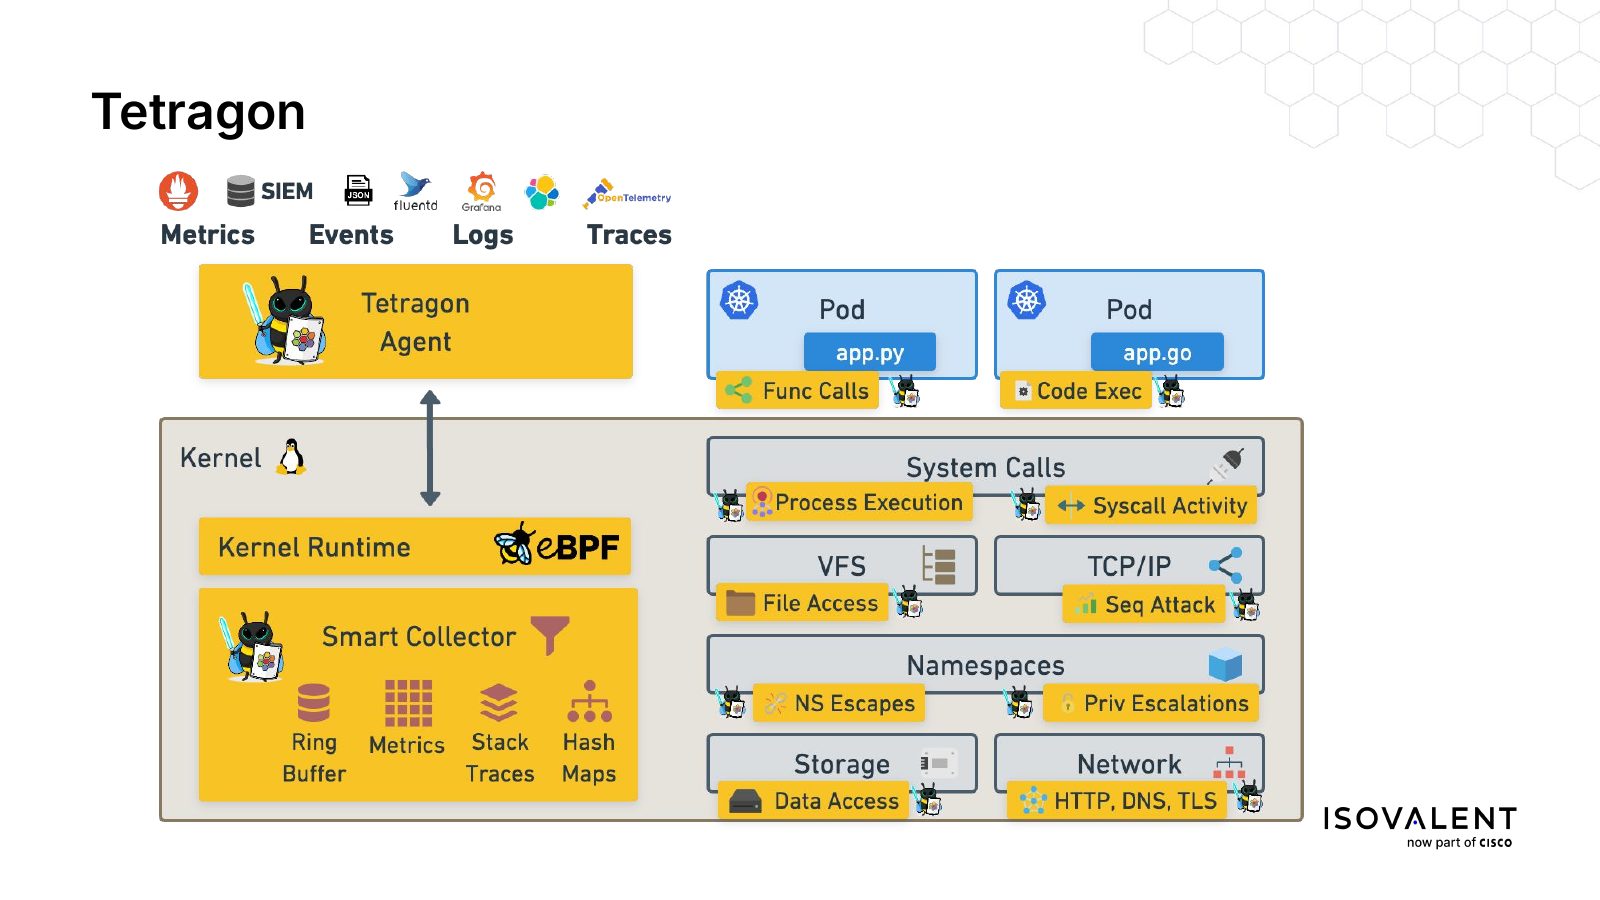 Tetragon
SIEM
JSON
fluentd
Grafana
OpenTelemetry
Metrics
Events
Logs
Traces
Tetragon
Agent
Pod
app.py
Func Calls
Pod
app.go
Code Exec
Kernel
Kernel Runtime
eBPF
Smart Collector
Ring
Buffer
Metrics
Stack
Traces
Hash
Maps
System Calls
Process Execution
Syscall Activity
VFS
File Access
TCP/IP
Seq Attack
Namespaces
NS Escapes
Priv Escalations
Storage
Data Access
Network
HTTP, DNS, TLS
ISOVALENT
now part of CISCO